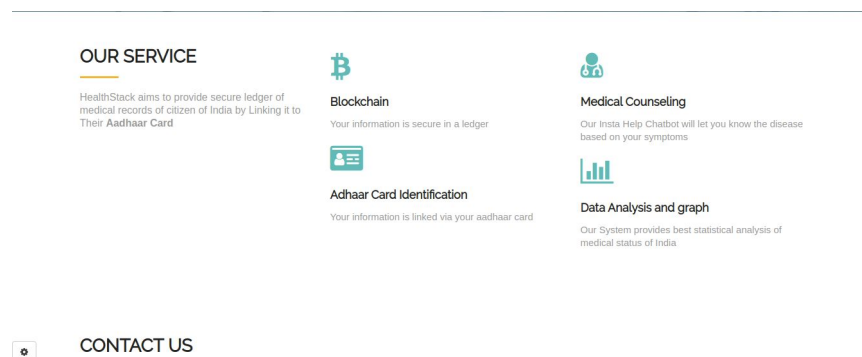 OUR SERVICE
HealthStack aims to provide secure ledger of
medical records of citizen of India by Linking it to
Their Aadhaar Card
Blockchain
Your information is secure in a ledger
Adhaar Card Identification
Your information is linked via your aadhaar card
Medical Counseling
Our Insta Help Chatbot will let you know the disease
based on your symptoms
Data Analysis and graph
Our System provides best statistical analysis of
medical status of India
CONTACT US